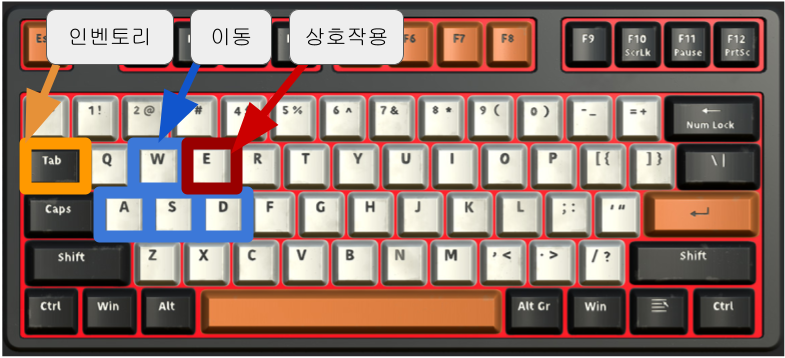 인벤토리 이동 상호작용
Es F6 F7 F8 F9 F10 ScrLk F11 Pause F12 PrtSc
1! 2@ # 4 5% 6^ 7& 8* 9( 0) -_ =+ ← Num Lock
Tab Q W E R T Y U I O P [{ ]} \|
Caps A S D F G H J K L ;: '" ↵
Shift Z X C V B N M ,< .> /? Shift
Ctrl Win Alt Alt Gr Win Ctrl